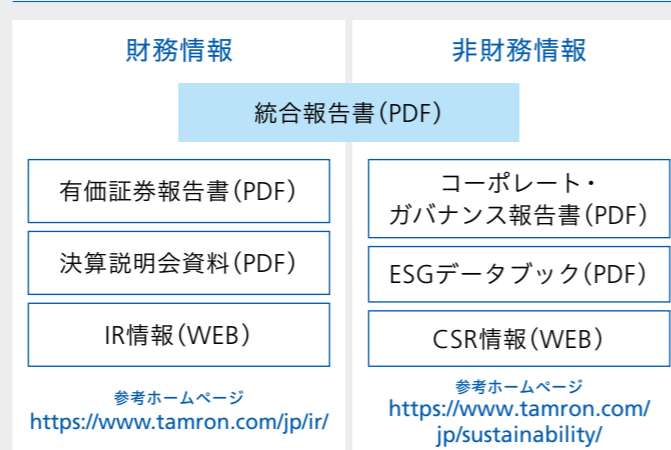 財務情報
非財務情報
統合報告書(PDF)
有価証券報告書(PDF)
決算説明会資料(PDF)
IR情報(WEB)
参考ホームページ
https://www.tamron.com/jp/ir/
コーポレート・
ガバナンス報告書(PDF)
ESGデータブック(PDF)
CSR情報(WEB)
参考ホームページ
https://www.tamron.com/
jp/sustainability/